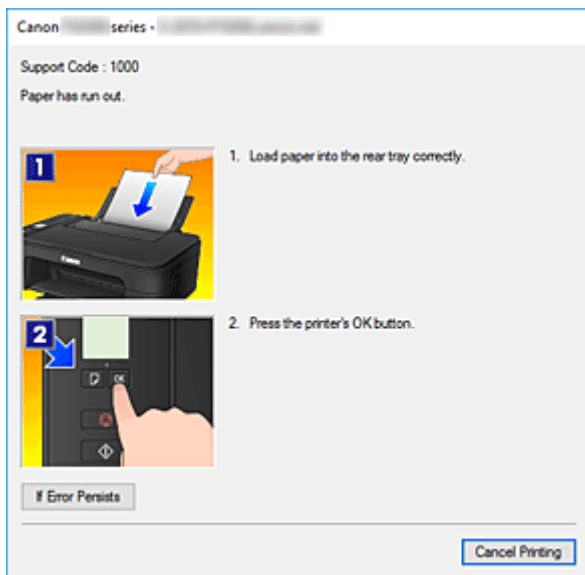 Canon series -
Support Code : 1000
Paper has run out.
1
1. Load paper into the rear tray correctly.
Canon
2
2. Press the printer's OK button.
OK
If Error Persists
Cancel Printing